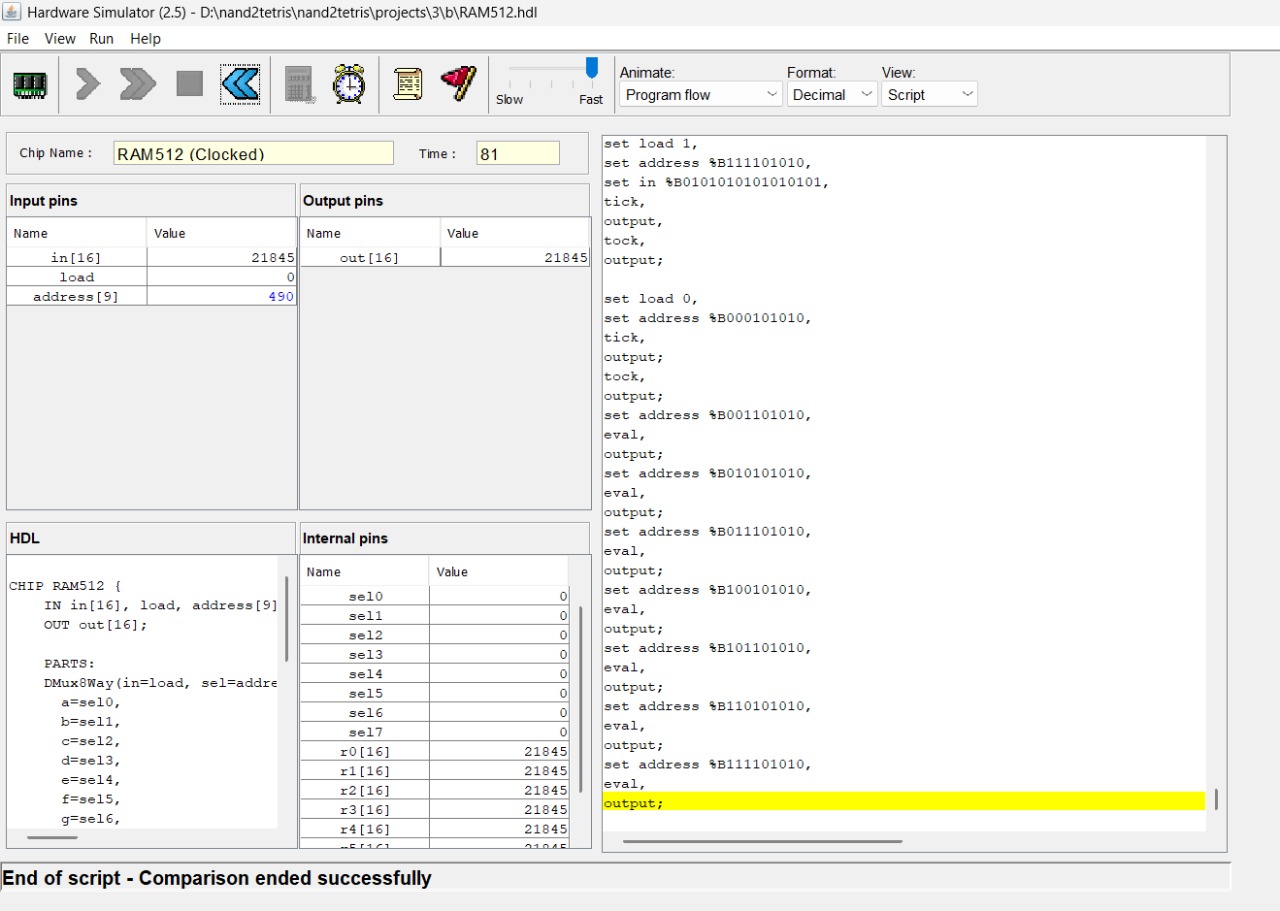 Hardware Simulator (2.5) - D:\nand2tetris\nand2tetris\projects\3\b\RAM512.hdl
File View Run Help
Slow Fast
Animate: Format: View:
Program flow Decimal Script
Chip Name : RAM512 (Clocked) Time : 81
Input pins
Name Value
in[16] 21845
load 0
address[9] 490
Output pins
Name Value
out[16] 21845
HDL
CHIP RAM512 {
IN in[16], load, address[9]
OUT out[16];
PARTS:
DMux8Way(in=load, sel=addre
a=sel0,
b=sel1,
c=sel2,
d=sel3,
e=sel4,
f=sel5,
g=sel6,
Internal pins
Name Value
sel0 0
sel1 0
sel2 0
sel3 0
sel4 0
sel5 0
sel6 0
sel7 0
r0[16] 21845
r1[16] 21845
r2[16] 21845
r3[16] 21845
r4[16] 21845
r5[16] 21845
set load 1,
set address %B111101010,
set in %B0101010101010101,
tick,
output,
tock,
output;
set load 0,
set address %B000101010,
tick,
output;
tock,
output;
set address %B001101010,
eval,
output;
set address %B010101010,
eval,
output;
set address %B011101010,
eval,
output;
set address %B100101010,
eval,
output;
set address %B101101010,
eval,
output;
set address %B110101010,
eval,
output;
set address %B111101010,
eval,
output;
End of script - Comparison ended successfully